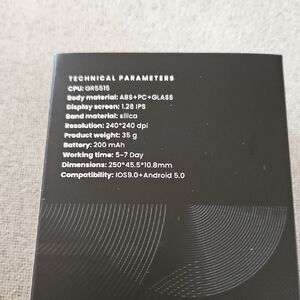 TECHNICAL PARAMETERS
CPU: GR5515
Body material: ABS+PC+GLASS
Display screen: 1.28 IPS
Band material: silica
Resolution: 240*240 dpi
Product weight: 35 g
Battery: 200 mAh
Working time: 5-7 Day
Dimensions: 250*45.5*10.8mm
Compatibility: IOS9.0+Android 5.0